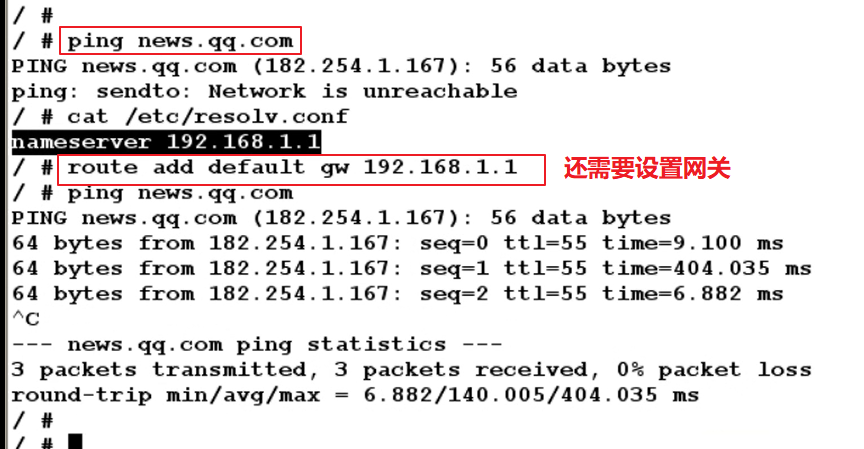 / #
/ # ping news.qq.com
PING news.qq.com (182.254.1.167): 56 data bytes
ping: sendto: Network is unreachable
/ # cat /etc/resolv.conf
nameserver 192.168.1.1
/ # route add default gw 192.168.1.1 还需要设置网关
/ # ping news.qq.com
PING news.qq.com (182.254.1.167): 56 data bytes
64 bytes from 182.254.1.167: seq=0 ttl=55 time=9.100 ms
64 bytes from 182.254.1.167: seq=1 ttl=55 time=404.035 ms
64 bytes from 182.254.1.167: seq=2 ttl=55 time=6.882 ms
^C
--- news.qq.com ping statistics ---
3 packets transmitted, 3 packets received, 0% packet loss
round-trip min/avg/max = 6.882/140.005/404.035 ms
/ #
/ #